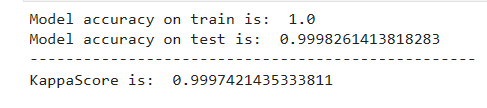 Model accuracy on train is:  1.0
Model accuracy on test is:  0.9998261413818283
--------------------------------------------------
KappaScore is:  0.9997421435333811